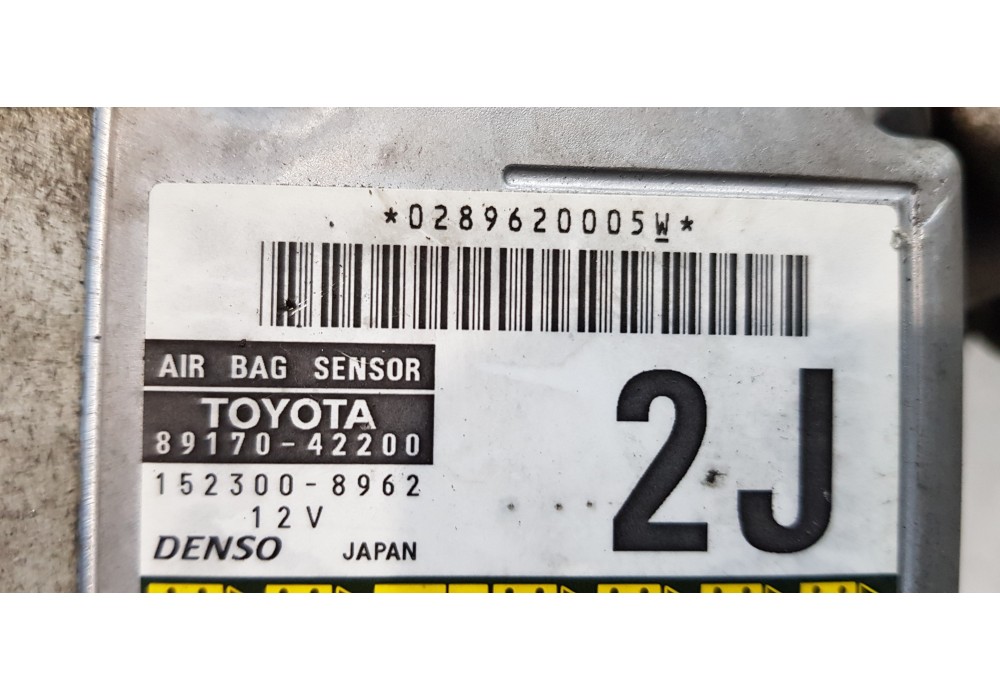 *0289620005W*
AIR BAG SENSOR
TOYOTA
89170-42200
152300-8962
12V
DENSO JAPAN
2J